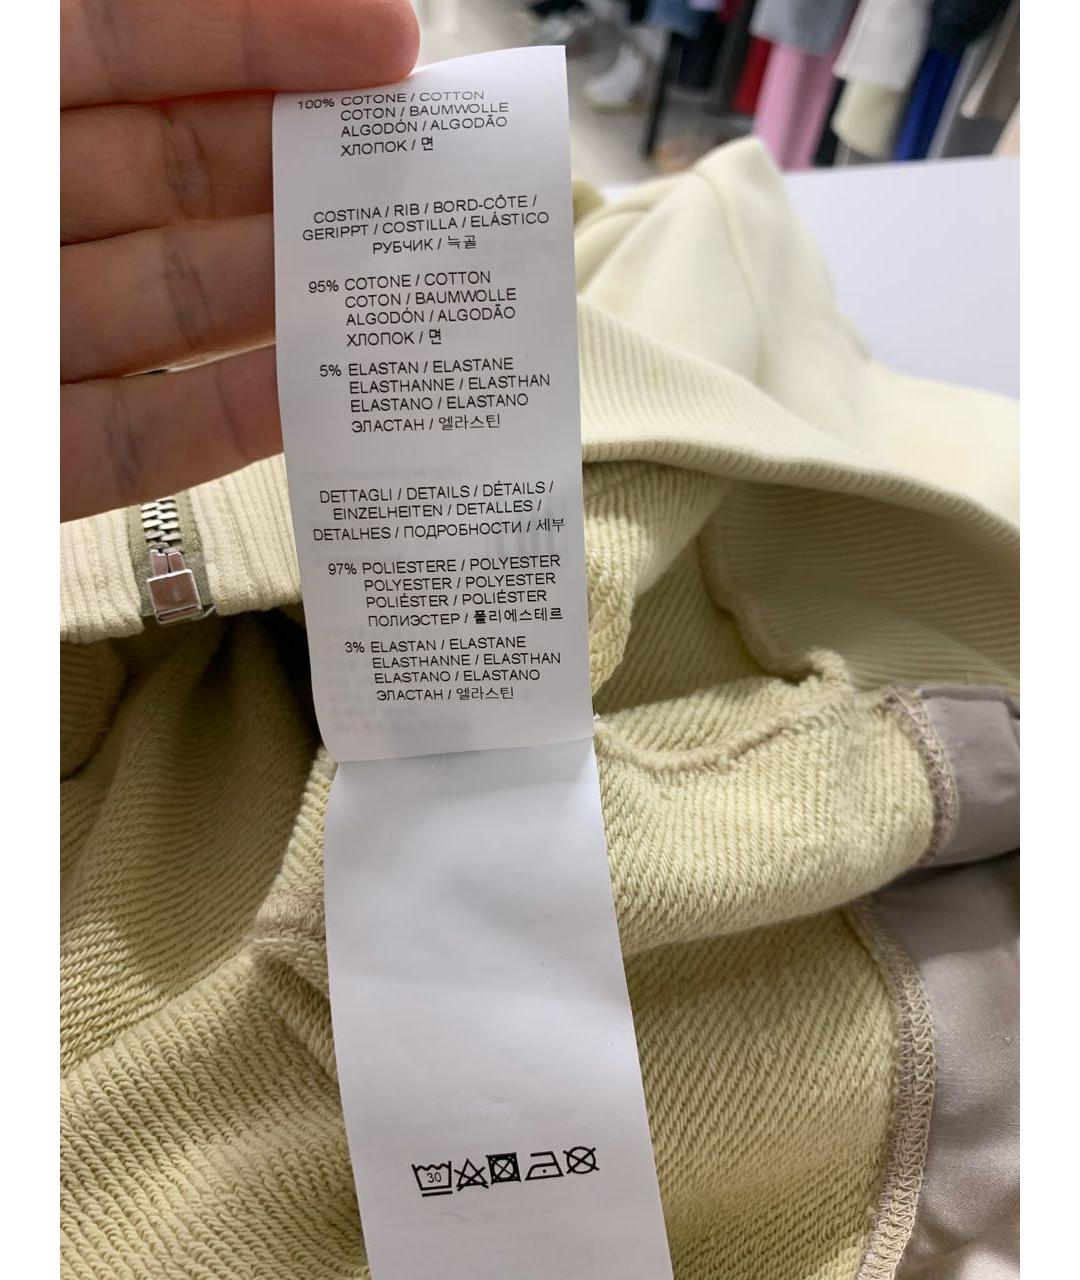 100% COTONE / COTTON
COTON / BAUMWOLLE
ALGODÓN / ALGODÃO
ХЛОПОК / 면
COSTINA / RIB / BORD-CÔTE /
GERIPPT / COSTILLA / ELÁSTICO
РУБЧИК / 늑골
95% COTONE / COTTON
COTON / BAUMWOLLE
ALGODÓN / ALGODÃO
ХЛОПОК / 면
5% ELASTAN / ELASTANE
ELASTHANNE / ELASTHAN
ELASTANO / ELASTANO
ЭЛАСТАН / 엘라스틴
DETTAGLI / DETAILS / DÉTAILS /
EINZELHEITEN / DETALLES /
DETALHES / ПОДРОБНОСТИ / 세부
97% POLIESTERE / POLYESTER
POLYESTER / POLYESTER
POLIÉSTER / POLIÉSTER
ПОЛИЭСТЕР / 폴리에스테르
3% ELASTAN / ELASTANE
ELASTHANNE / ELASTHAN
ELASTANO / ELASTANO
ЭЛАСТАН / 엘라스틴
30